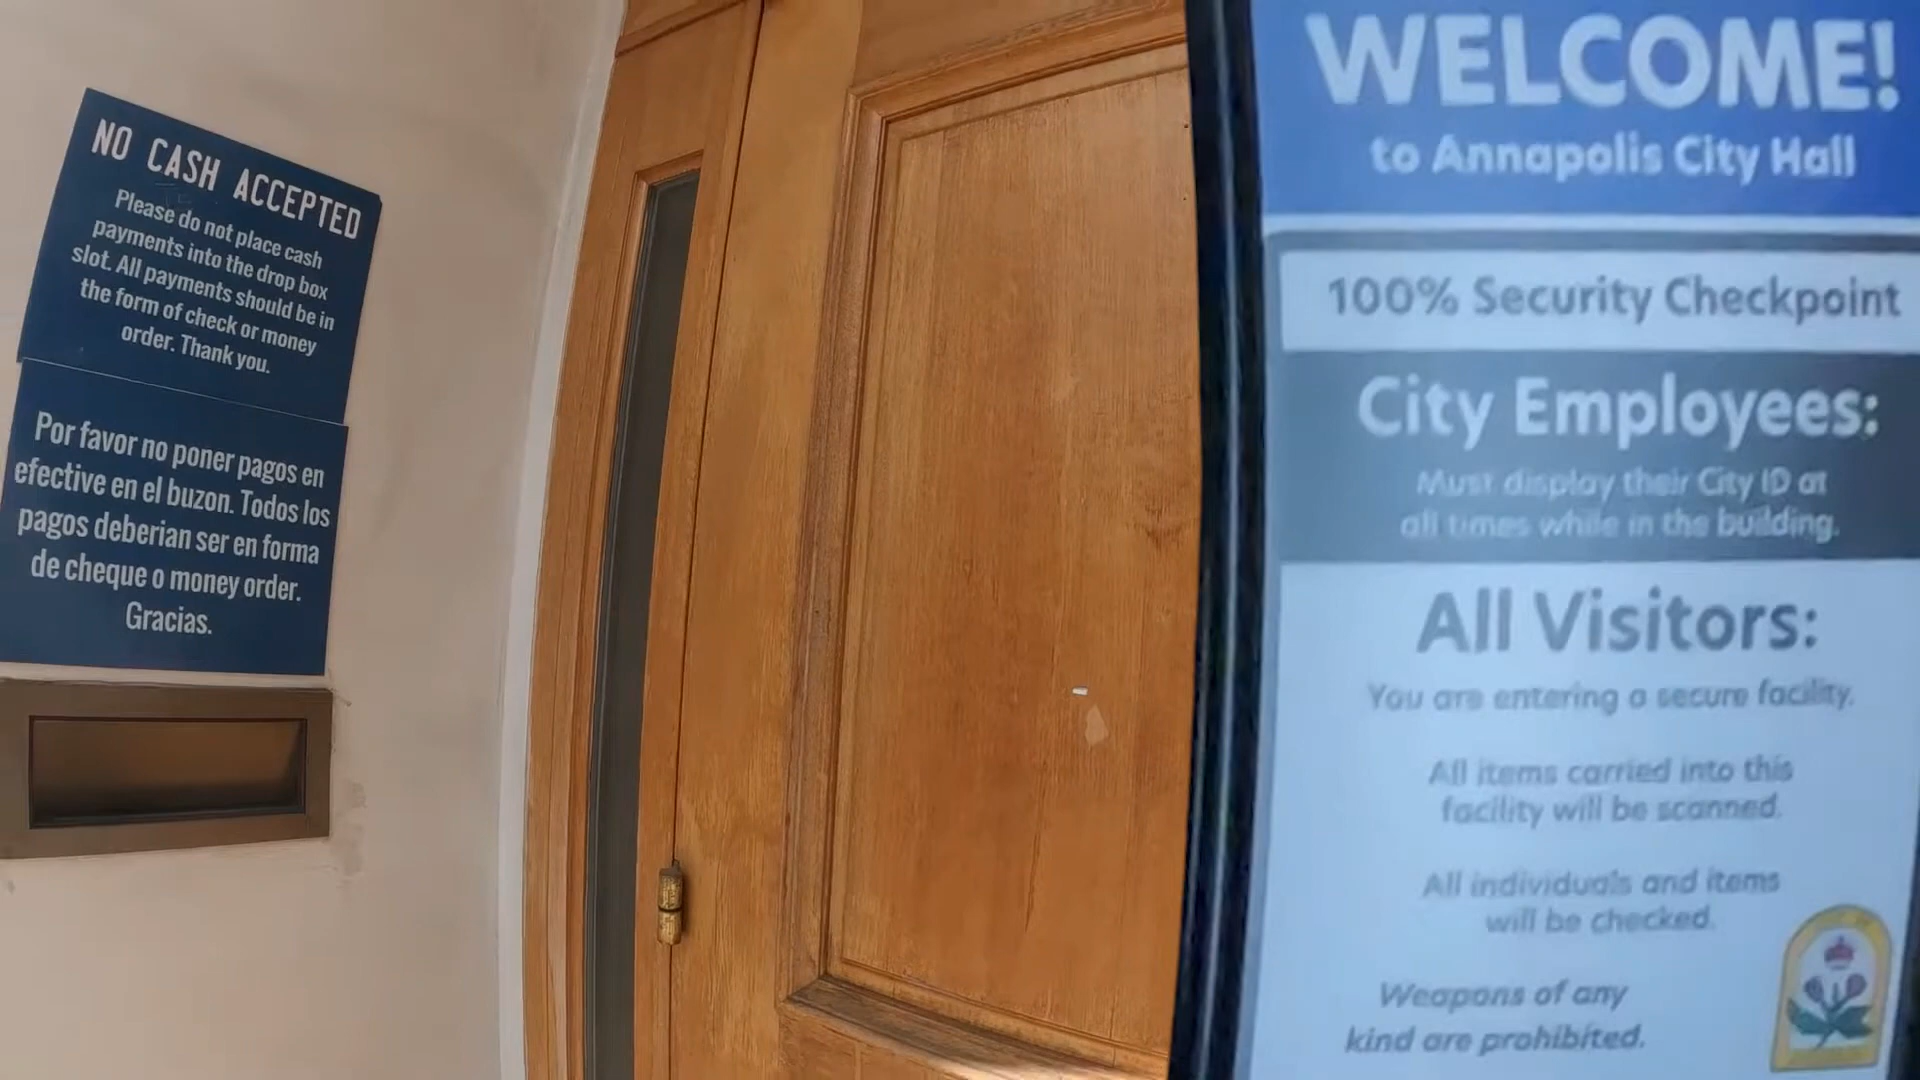 NO CASH ACCEPTED
Please do not place cash
payments into the drop box
slot. All payments should be in
the form of check or money
order. Thank you.
Por favor no poner pagos en
efective en el buzon. Todos los
pagos deberian ser en forma
de cheque o money order.
Gracias.
WELCOME!
to Annapolis City Hall
100% Security Checkpoint
City Employees:
Must display their City ID at
all times while in the building.
All Visitors:
You are entering a secure facility.
All items carried into this
facility will be scanned.
All individuals and items
will be checked.
Weapons of any
kind are prohibited.